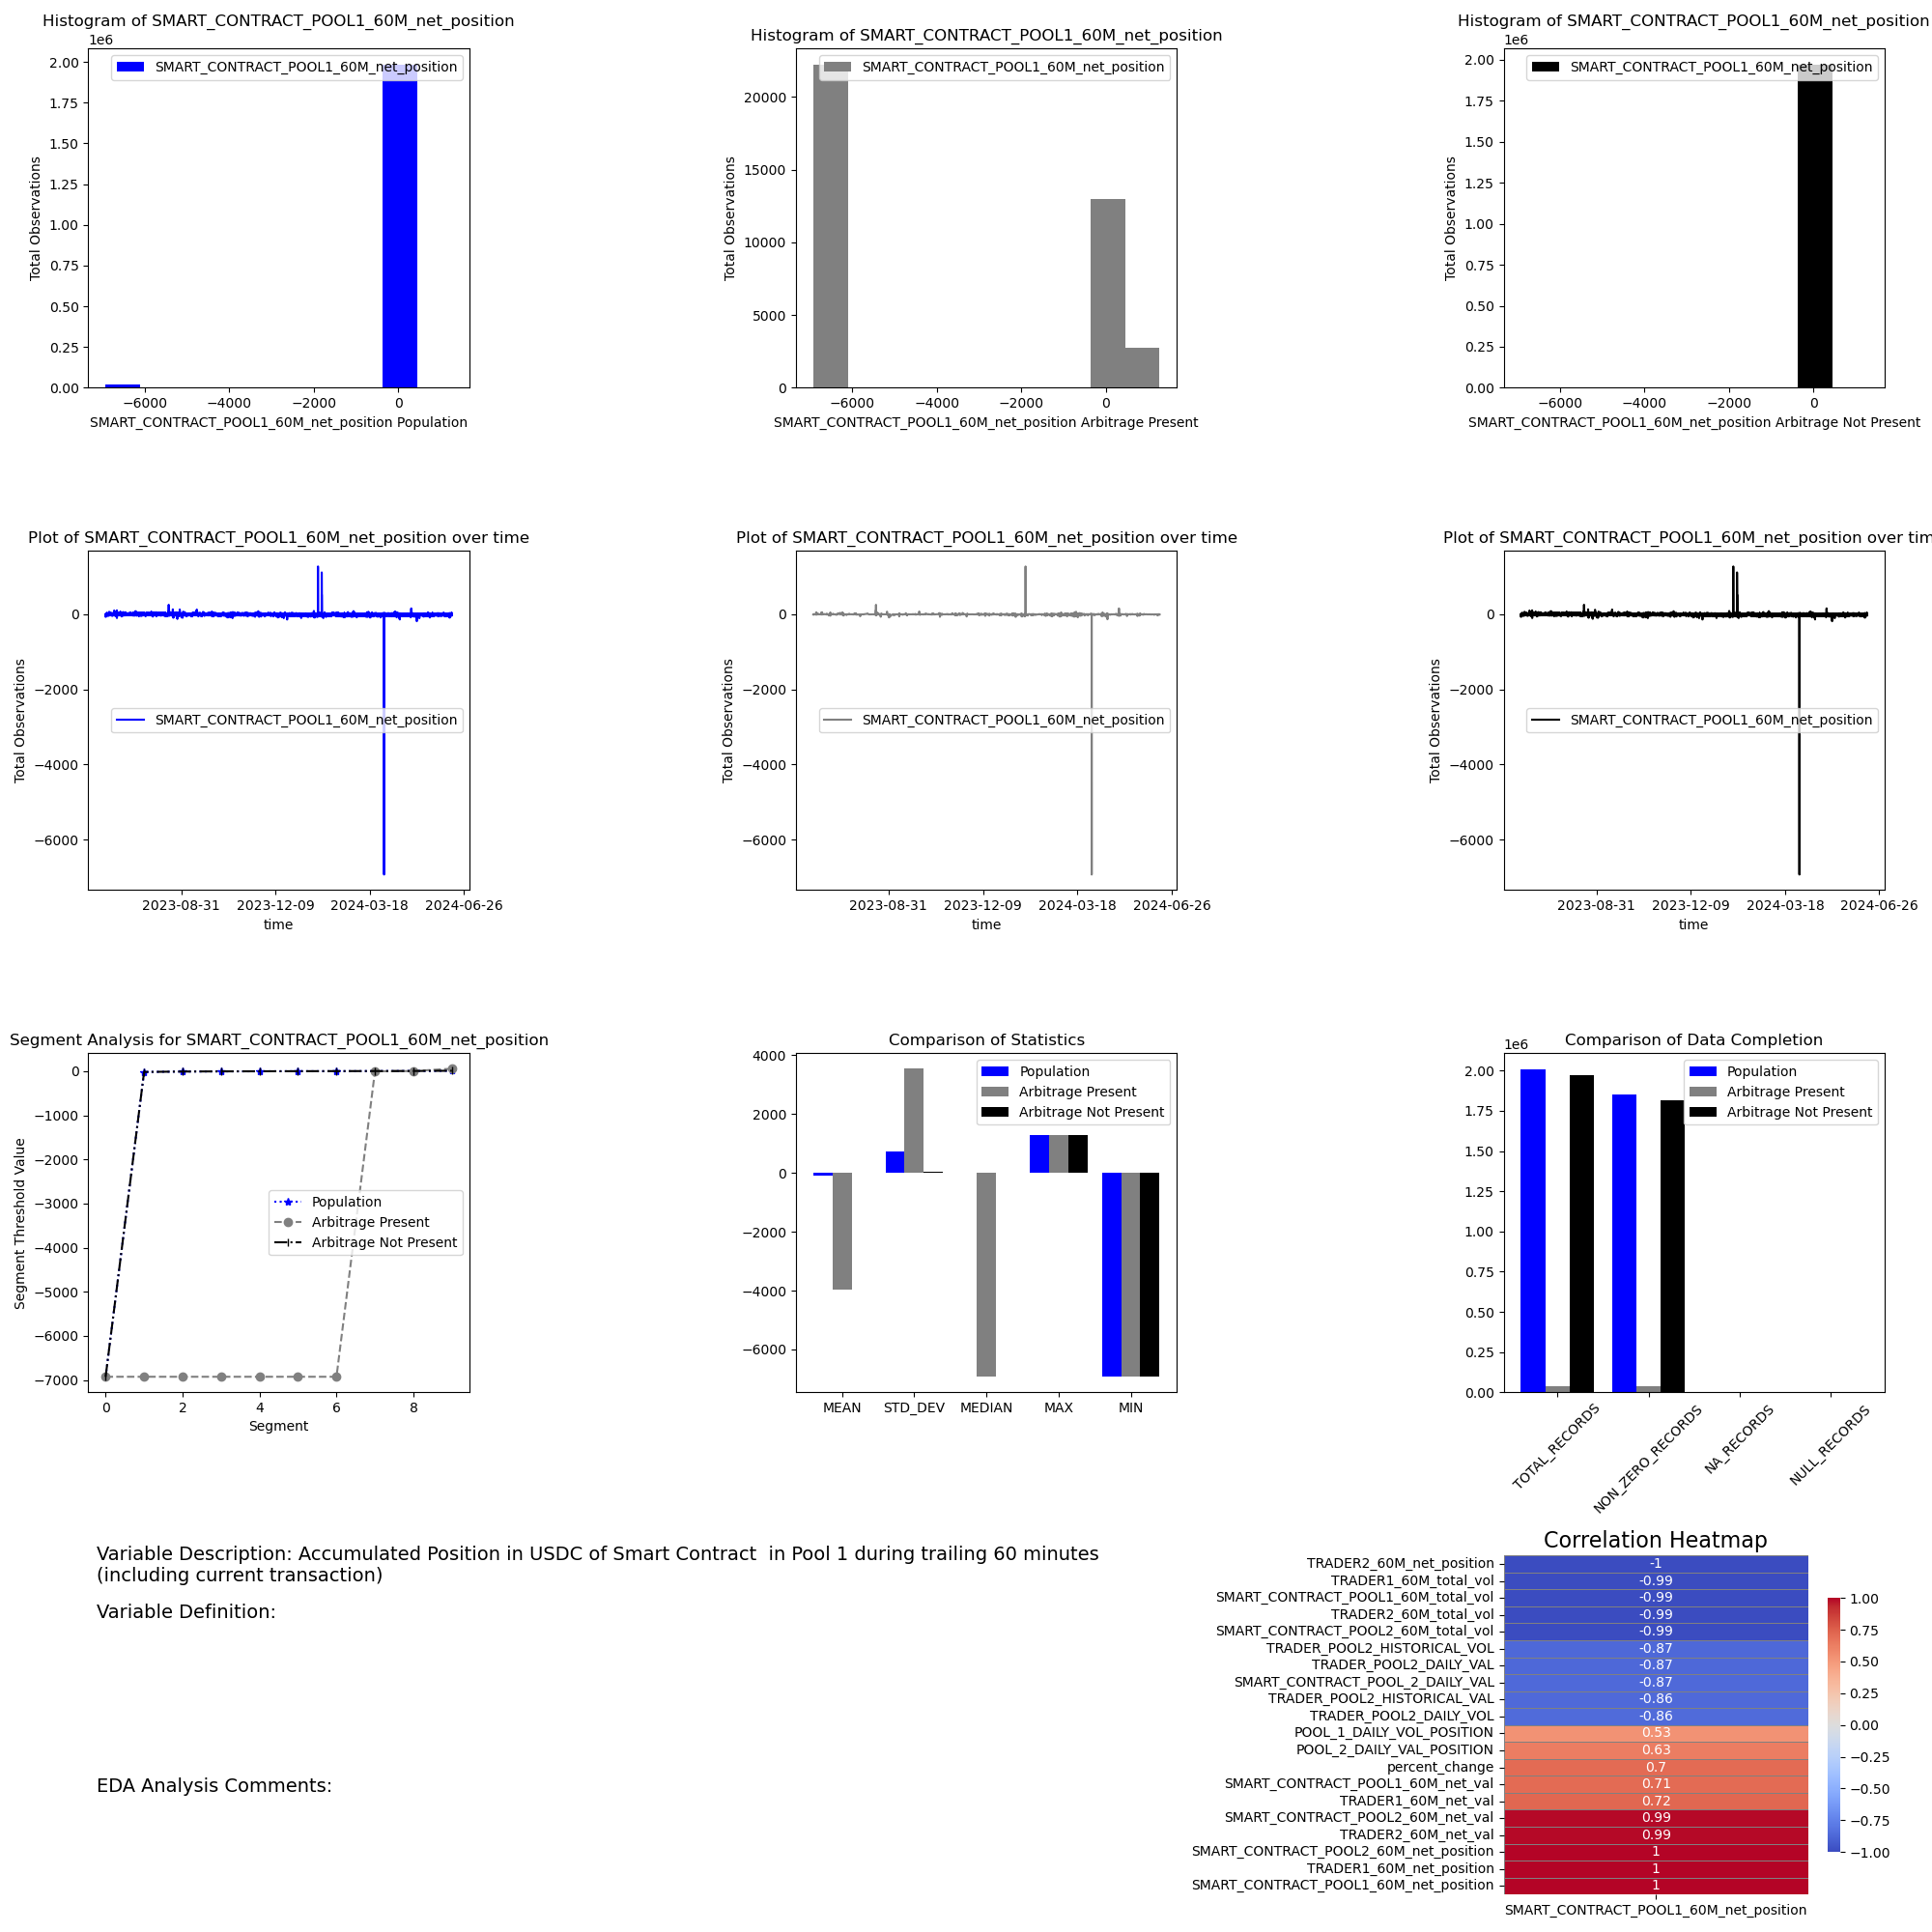 Histogram of SMART_CONTRACT_POOL1_60M_net_position
1e6
SMART_CONTRACT_POOL1_60M_net_position
2.00
1.75
1.50
1.25
1.00
0.75
0.50
0.25
0.00
Total Observations
−6000
−4000
−2000
0
SMART_CONTRACT_POOL1_60M_net_position Population
Histogram of SMART_CONTRACT_POOL1_60M_net_position
SMART_CONTRACT_POOL1_60M_net_position
20000
15000
10000
5000
0
Total Observations
−6000
−4000
−2000
0
SMART_CONTRACT_POOL1_60M_net_position Arbitrage Present
Histogram of SMART_CONTRACT_POOL1_60M_net_position
1e6
SMART_CONTRACT_POOL1_60M_net_position
2.00
1.75
1.50
1.25
1.00
0.75
0.50
0.25
0.00
Total Observations
−6000
−4000
−2000
0
SMART_CONTRACT_POOL1_60M_net_position Arbitrage Not Present
Plot of SMART_CONTRACT_POOL1_60M_net_position over time
0
−2000
−4000
−6000
Total Observations
SMART_CONTRACT_POOL1_60M_net_position
2023-08-31
2023-12-09
2024-03-18
2024-06-26
time
Plot of SMART_CONTRACT_POOL1_60M_net_position over time
0
−2000
−4000
−6000
Total Observations
SMART_CONTRACT_POOL1_60M_net_position
2023-08-31
2023-12-09
2024-03-18
2024-06-26
time
Plot of SMART_CONTRACT_POOL1_60M_net_position over tim
0
−2000
−4000
−6000
Total Observations
SMART_CONTRACT_POOL1_60M_net_position
2023-08-31
2023-12-09
2024-03-18
2024-06-26
time
Segment Analysis for SMART_CONTRACT_POOL1_60M_net_position
0
−1000
−2000
−3000
−4000
−5000
−6000
−7000
Segment Threshold Value
Population
Arbitrage Present
Arbitrage Not Present
0
2
4
6
8
Segment
Comparison of Statistics
4000
2000
0
−2000
−4000
−6000
Population
Arbitrage Present
Arbitrage Not Present
MEAN
STD_DEV
MEDIAN
MAX
MIN
Comparison of Data Completion
1e6
2.00
1.75
1.50
1.25
1.00
0.75
0.50
0.25
0.00
Population
Arbitrage Present
Arbitrage Not Present
TOTAL_RECORDS
NON_ZERO_RECORDS
NA_RECORDS
NULL_RECORDS
Variable Description: Accumulated Position in USDC of Smart Contract  in Pool 1 during trailing 60 minutes
(including current transaction)
Variable Definition:
EDA Analysis Comments:
Correlation Heatmap
TRADER2_60M_net_position -1
TRADER1_60M_total_vol -0.99
SMART_CONTRACT_POOL1_60M_total_vol -0.99
TRADER2_60M_total_vol -0.99
SMART_CONTRACT_POOL2_60M_total_vol -0.99
TRADER_POOL2_HISTORICAL_VOL -0.87
TRADER_POOL2_DAILY_VAL -0.87
SMART_CONTRACT_POOL_2_DAILY_VAL -0.87
TRADER_POOL2_HISTORICAL_VAL -0.86
TRADER_POOL2_DAILY_VOL -0.86
POOL_1_DAILY_VOL_POSITION 0.53
POOL_2_DAILY_VAL_POSITION 0.63
percent_change 0.7
SMART_CONTRACT_POOL1_60M_net_val 0.71
TRADER1_60M_net_val 0.72
SMART_CONTRACT_POOL2_60M_net_val 0.99
TRADER2_60M_net_val 0.99
SMART_CONTRACT_POOL2_60M_net_position 1
TRADER1_60M_net_position 1
SMART_CONTRACT_POOL1_60M_net_position 1
SMART_CONTRACT_POOL1_60M_net_position
1.00
0.75
0.50
0.25
0.00
−0.25
−0.50
−0.75
−1.00